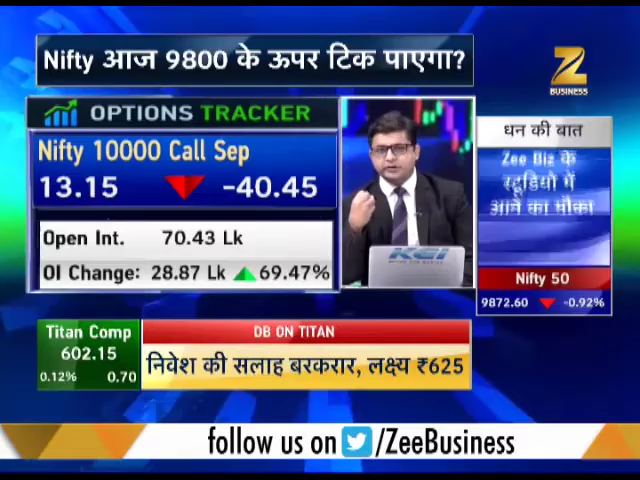 Nifty आज 9800 के ऊपर टिक पाएगा?
Z
BUSINESS
OPTIONS TRACKER
Nifty 10000 Call Sep
13.15 -40.45
Open Int. 70.43 Lk
OI Change: 28.87 Lk 69.47%
KEI
धन की बात
Zee Biz के
स्टूडियो में
आने का मौका
Nifty 50
9872.60 -0.92%
Titan Comp
602.15
0.12% 0.70
DB ON TITAN
निवेश की सलाह बरकरार, लक्ष्य ₹625
follow us on /ZeeBusiness